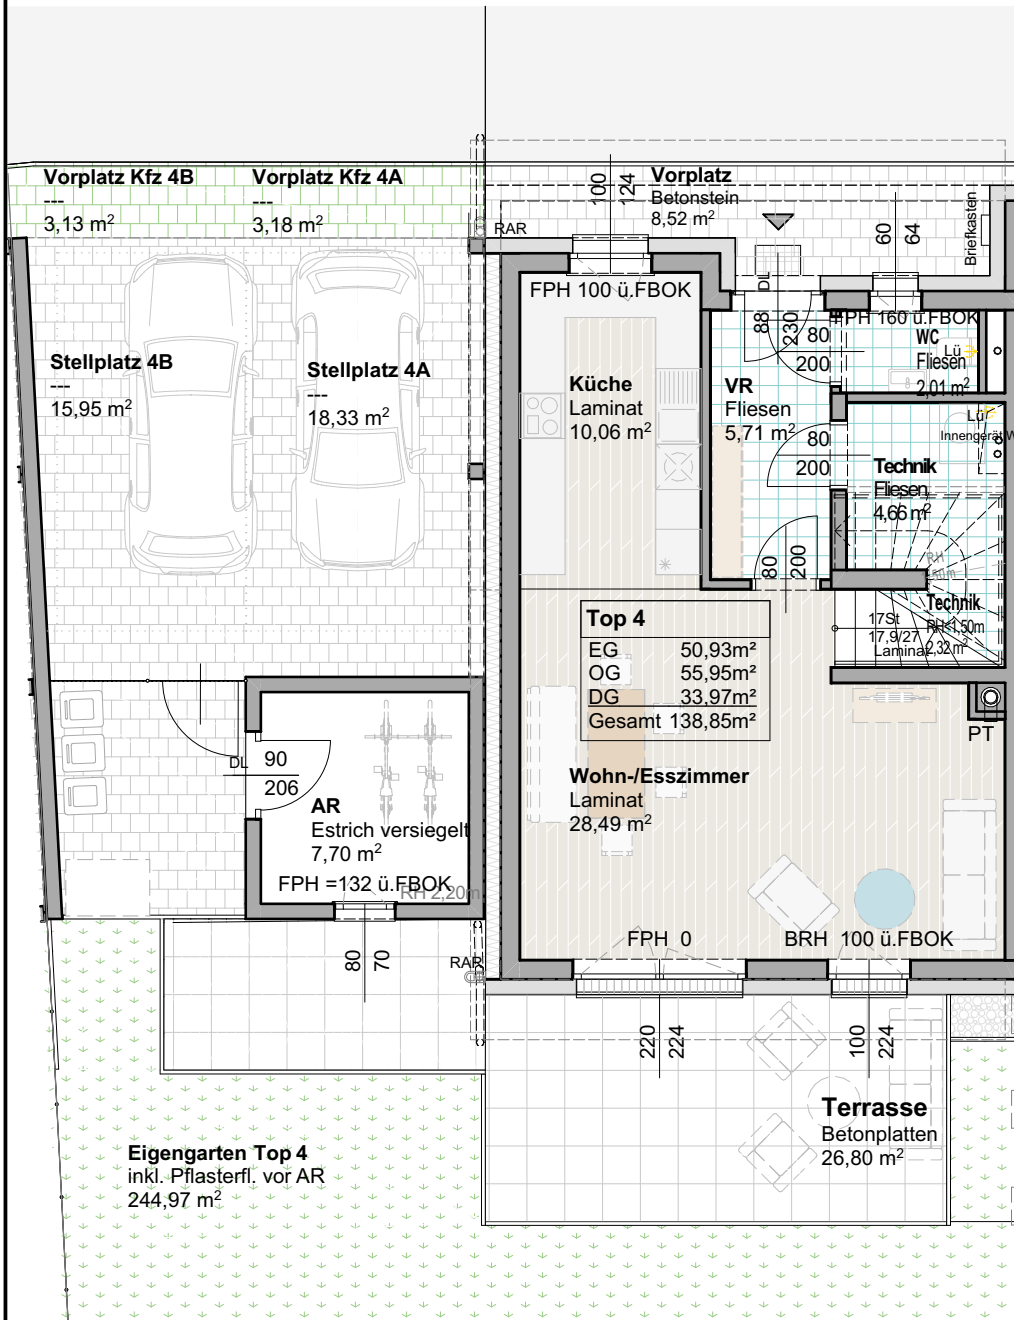 Vorplatz Kfz 4B
---
3,13 m²
Vorplatz Kfz 4A
---
3,18 m²
100
124
Vorplatz
Betonstein
8,52 m²
60
64
Briefkasten
RAR
DL
FPH 100 ü.FBOK
88
230
80
200
FPH 160 ü.FBOK
WC
Fliesen
2,01 m²
Lü
Stellplatz 4B
---
15,95 m²
Stellplatz 4A
---
18,33 m²
Küche
Laminat
10,06 m²
VR
Fliesen
5,71 m²
80
200
Lü
Innengerät W
Technik
Fliesen
4,66 m²
80
200
RH
Technik
RH<1,50m
2,32 m²
17St
17,9/27
Laminat
Top 4
EG 50,93m²
OG 55,95m²
DG 33,97m²
Gesamt 138,85m²
PT
DL
90
206
AR
Estrich versiegelt
7,70 m²
FPH =132 ü.FBOK
RH 2,20m
Wohn-/Esszimmer
Laminat
28,49 m²
FPH 0
BRH 100 ü.FBOK
80
70
RAR
220
224
100
224
Terrasse
Betonplatten
26,80 m²
Eigengarten Top 4
inkl. Pflasterfl. vor AR
244,97 m²